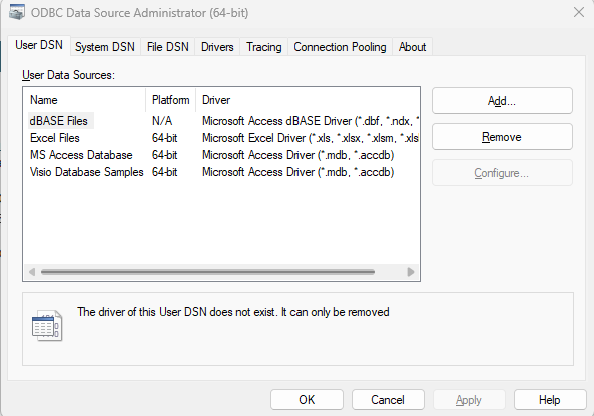 ODBC Data Source Administrator (64-bit)
User DSN System DSN File DSN Drivers Tracing Connection Pooling About
User Data Sources:
Name Platform Driver
dBASE Files N/A Microsoft Access dBASE Driver (*.dbf, *.ndx, *
Excel Files 64-bit Microsoft Excel Driver (*.xls, *.xlsx, *.xlsm, *.xls
MS Access Database 64-bit Microsoft Access Driver (*.mdb, *.accdb)
Visio Database Samples 64-bit Microsoft Access Driver (*.mdb, *.accdb)
Add...
Remove
Configure...
The driver of this User DSN does not exist. It can only be removed
OK Cancel Apply Help